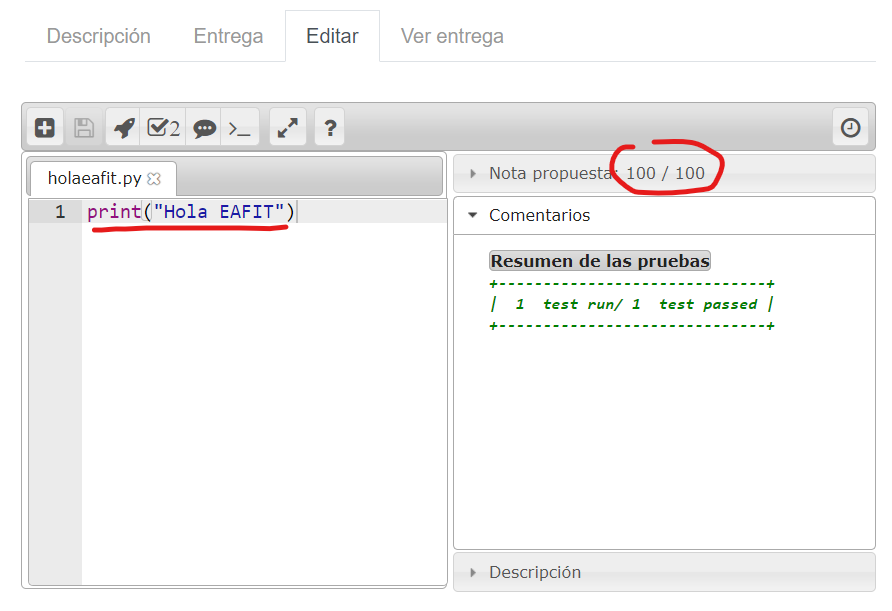 Descripción Entrega Editar Ver entrega
2 >_ ?
holaeafit.py
1 print("Hola EAFIT")
Nota propuesta: 100 / 100
Comentarios
Resumen de las pruebas
+------------------------------+
| 1 test run/ 1 test passed |
+------------------------------+
Descripción